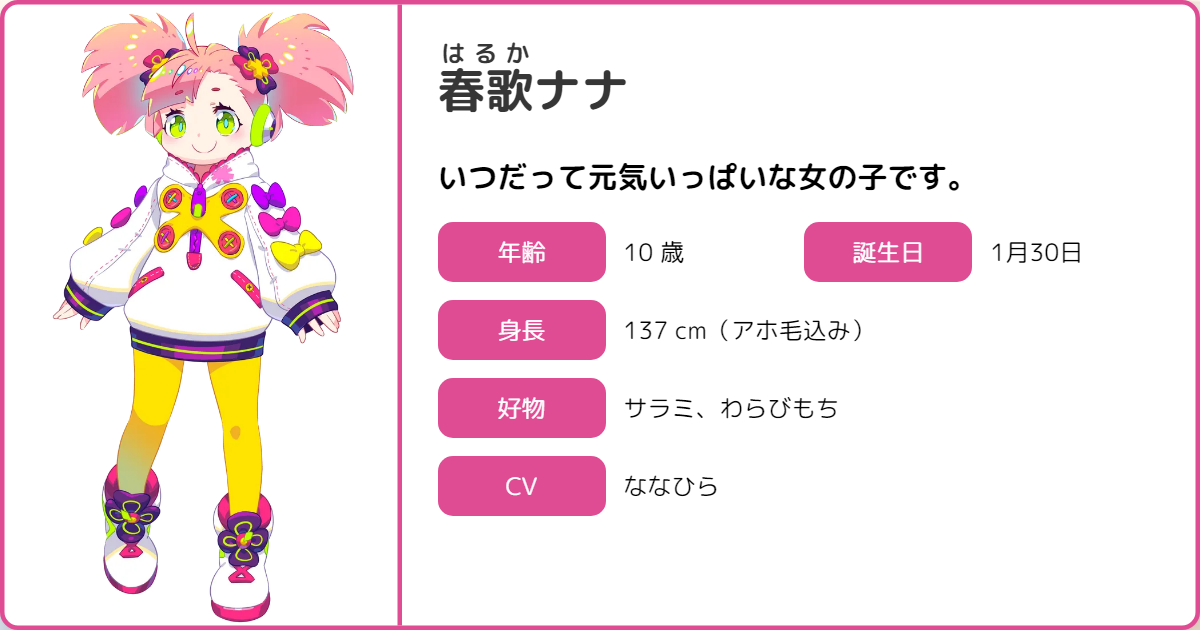 はるか
春歌ナナ
いつだって元気いっぱいな女の子です。
年齢 10 歳 誕生日 1月30日
身長 137 cm（アホ毛込み）
好物 サラミ、わらびもち
CV ななひら